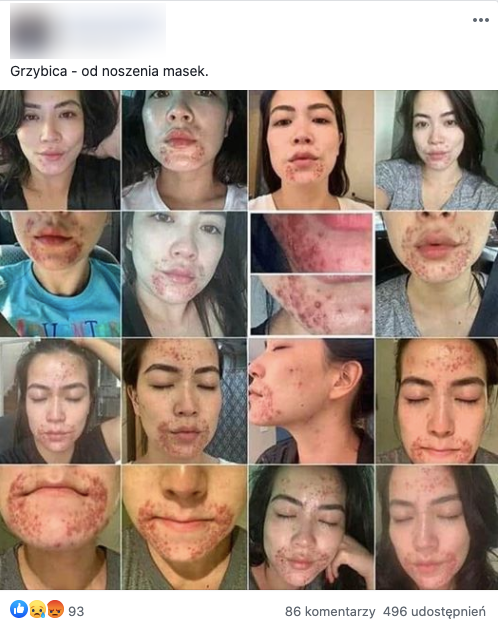 Grzybica - od noszenia masek.
93
86 komentarzy 496 udostępnień